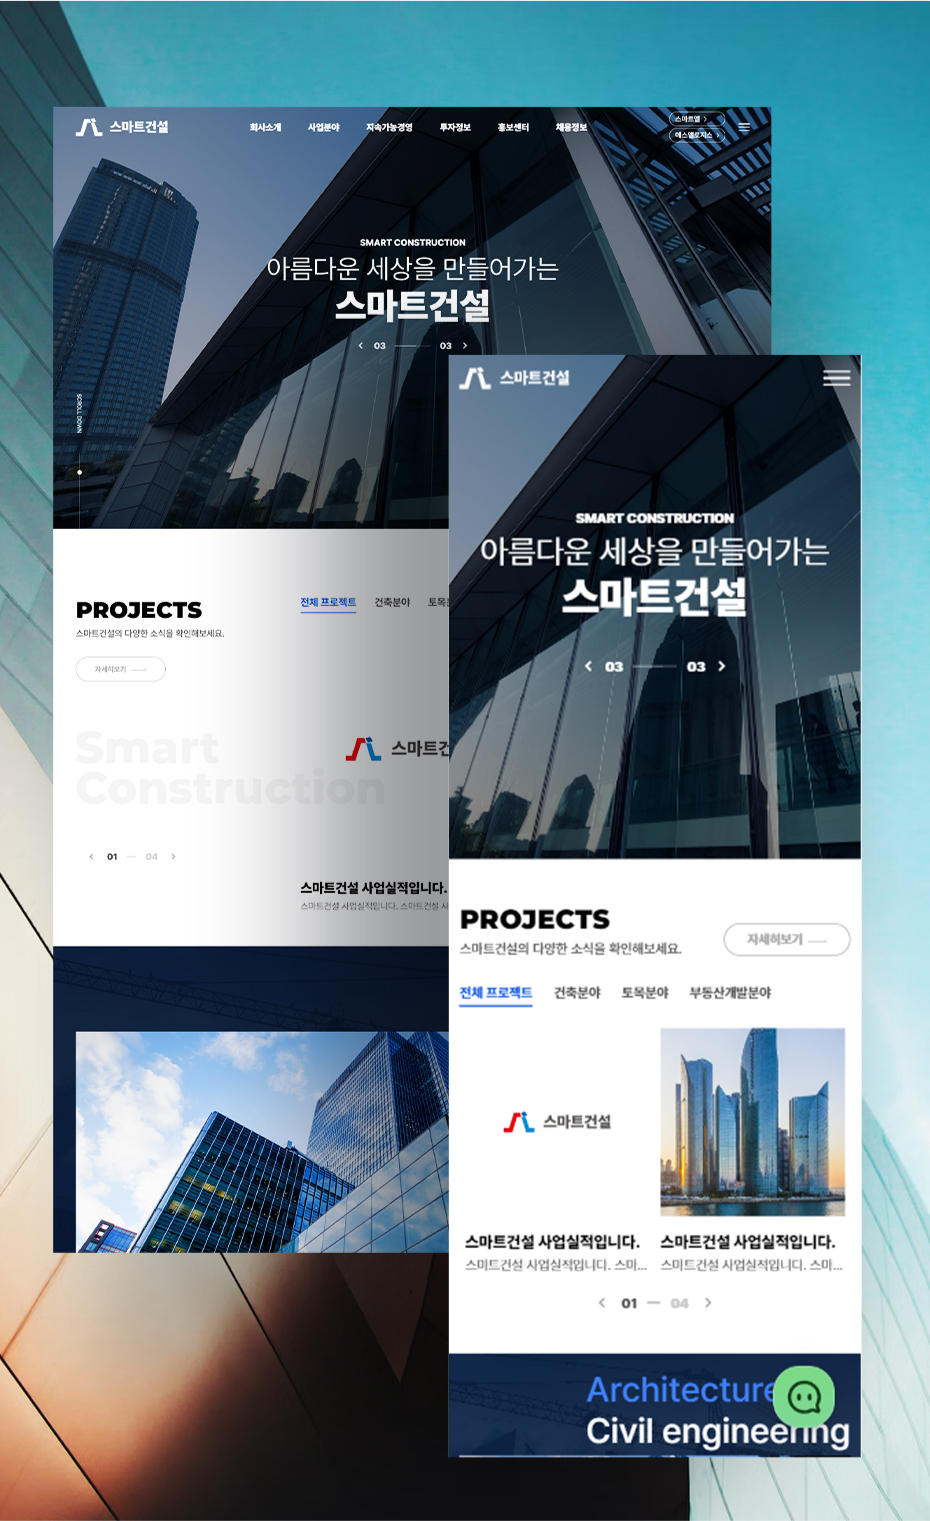 스마트건설
회사소개 사업분야 지속가능경영 투자정보 홍보센터 채용정보
스마트엘 >
에스엘로지스 >
SMART CONSTRUCTION
아름다운 세상을 만들어가는
스마트건설
< 03 03 >
SCROLL DOWN
PROJECTS
스마트건설의 다양한 소식을 확인해보세요.
자세히보기
전체 프로젝트 건축분야 토목
Smart
Construction
스마트건
< 01 — 04 >
스마트건설 사업실적입니다.
스마트건설 사업실적입니다. 스마트건설 사
스마트건설
SMART CONSTRUCTION
아름다운 세상을 만들어가는
스마트건설
< 03 03 >
PROJECTS
스마트건설의 다양한 소식을 확인해보세요.
자세히보기
전체 프로젝트 건축분야 토목분야 부동산개발분야
스마트건설
스마트건설 사업실적입니다. 스마트건설 사업실적입니다.
스마트건설 사업실적입니다. 스마... 스마트건설 사업실적입니다. 스마...
< 01 — 04 >
Architecture
Civil engineering